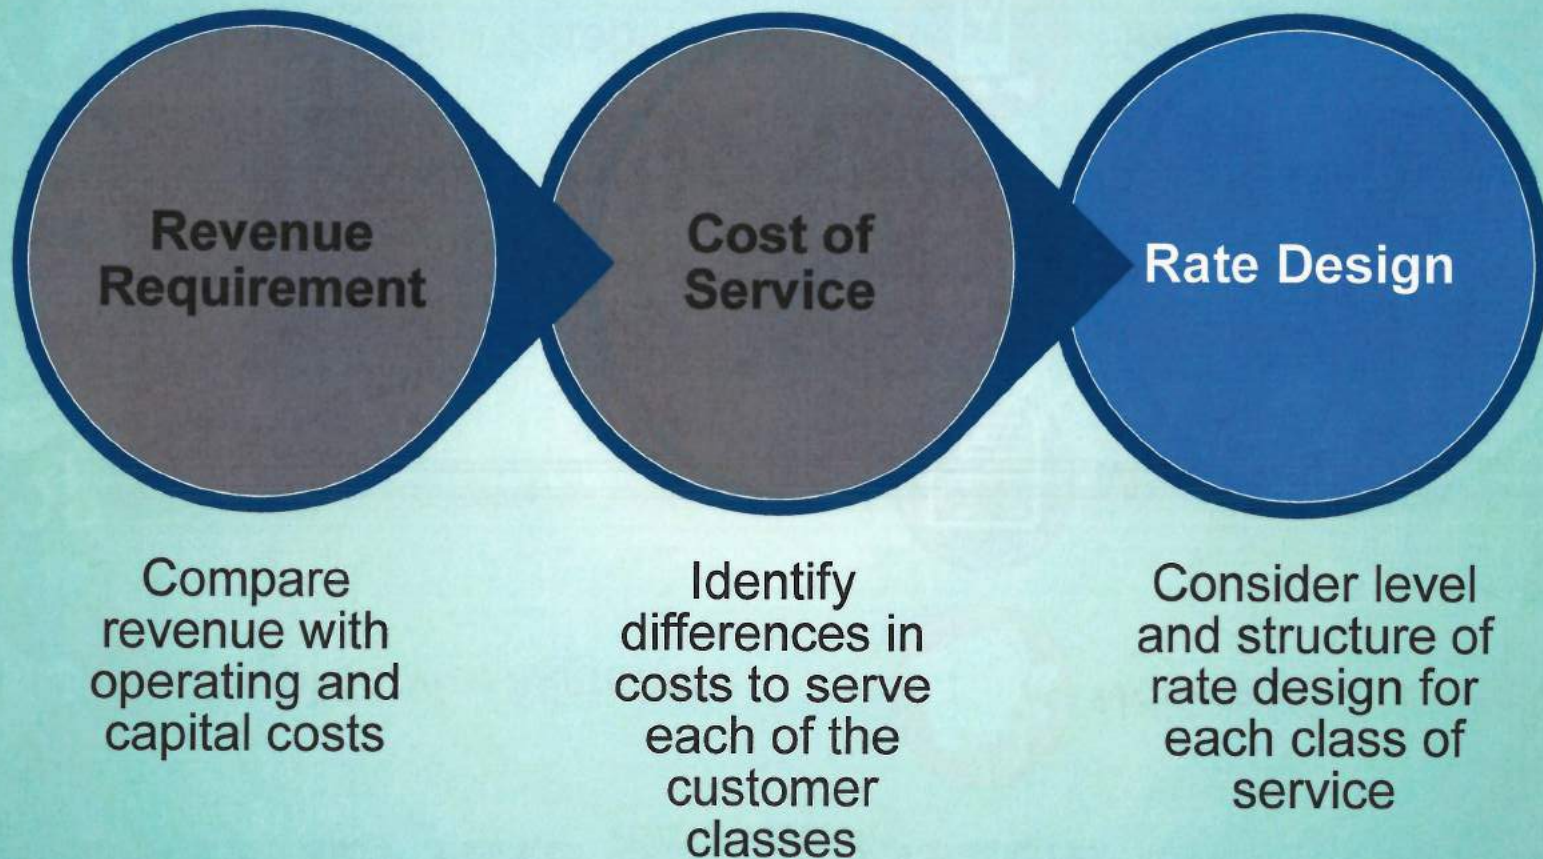 Revenue
Requirement
Cost of
Service
Rate Design
Compare
revenue with
operating and
capital costs
Identify
differences in
costs to serve
each of the
customer
classes
Consider level
and structure of
rate design for
each class of
service